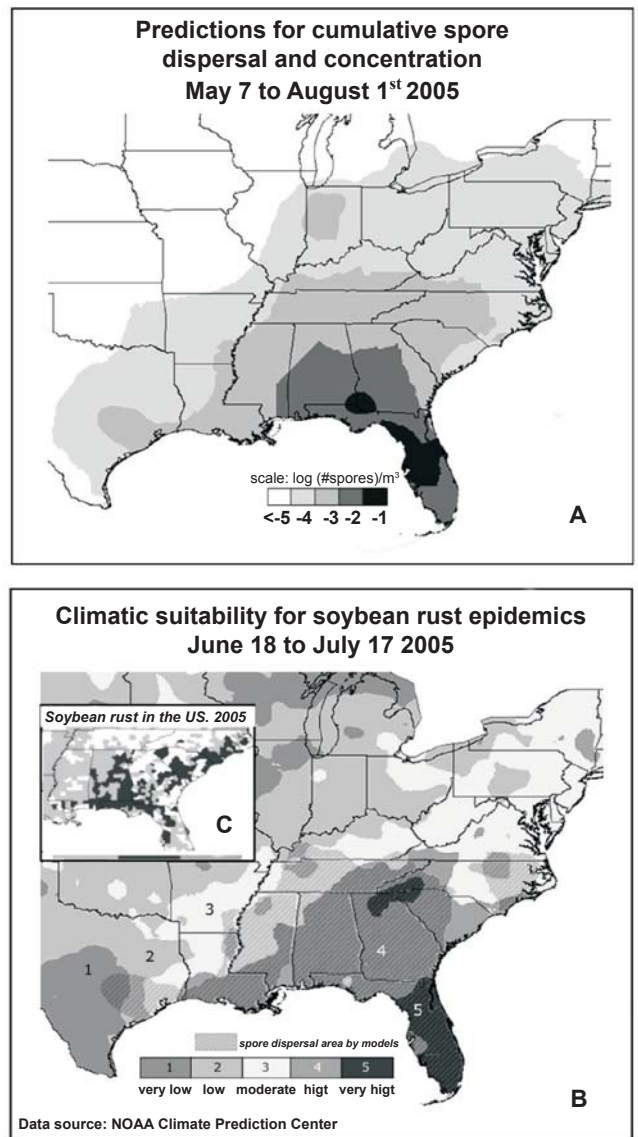 Predictions for cumulative spore
dispersal and concentration
May 7 to August 1st 2005
scale: log (#spores)/m³
<-5 -4 -3 -2 -1
A
Climatic suitability for soybean rust epidemics
June 18 to July 17 2005
Soybean rust in the US. 2005
C
3
2
1
4
5
spore dispersal area by models
1 2 3 4 5
very low low moderate higt very higt
B
Data source: NOAA Climate Prediction Center